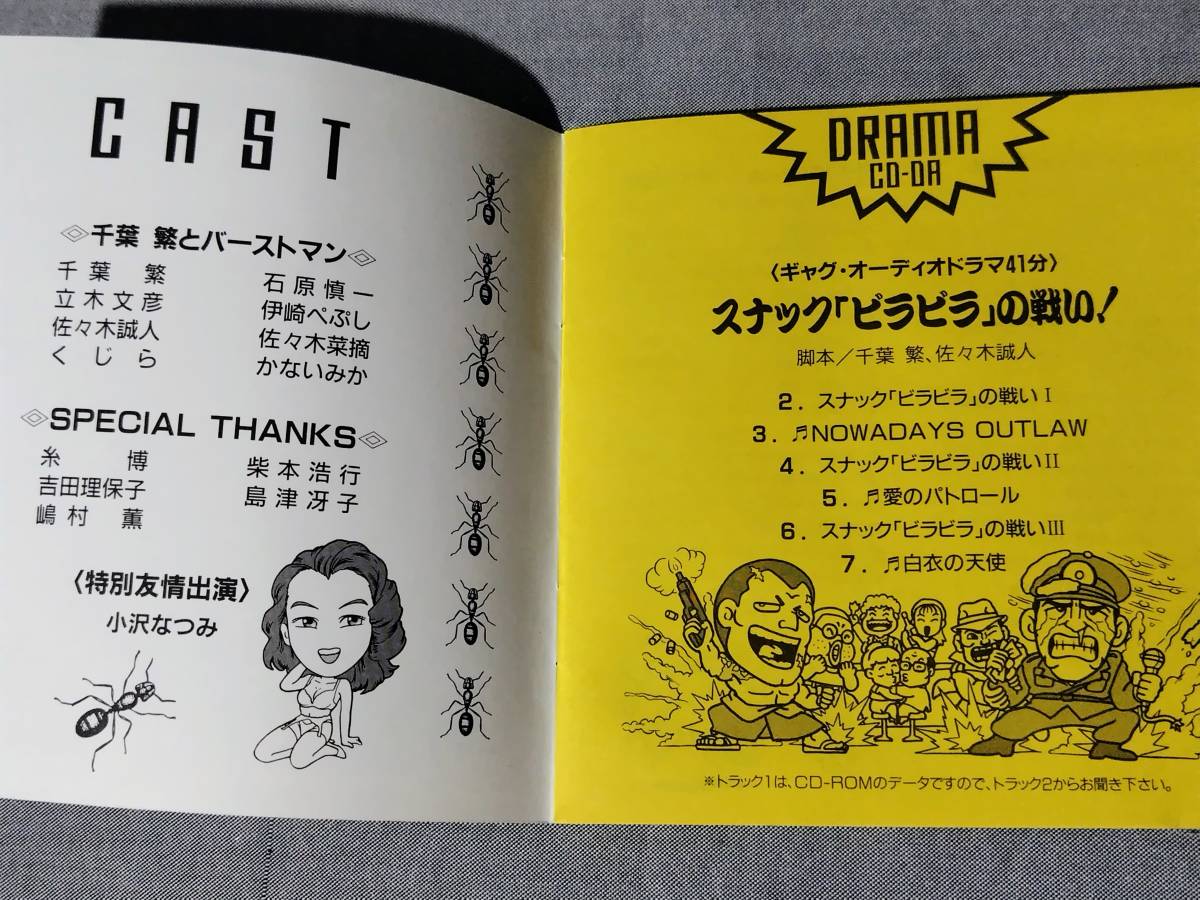 CAST
千葉 繁とバーストマン
千葉 繁 石原慎一
立木文彦 伊崎ぺぷし
佐々木誠人 佐々木菜摘
くじら かないみか
SPECIAL THANKS
糸 博 柴本浩行
吉田理保子 島津冴子
嶋村 薫
〈特別友情出演〉
小沢なつみ
DRAMA
CD-DA
〈ギャグ・オーディオドラマ41分〉
スナック「ビラビラ」の戦い!
脚本/千葉 繁、佐々木誠人
2. スナック「ビラビラ」の戦いⅠ
3. ♬NOWADAYS OUTLAW
4. スナック「ビラビラ」の戦いⅡ
5. ♬愛のパトロール
6. スナック「ビラビラ」の戦いⅢ
7. ♬白衣の天使
※トラック1は、CD-ROMのデータですので、トラック2からお聞き下さい。